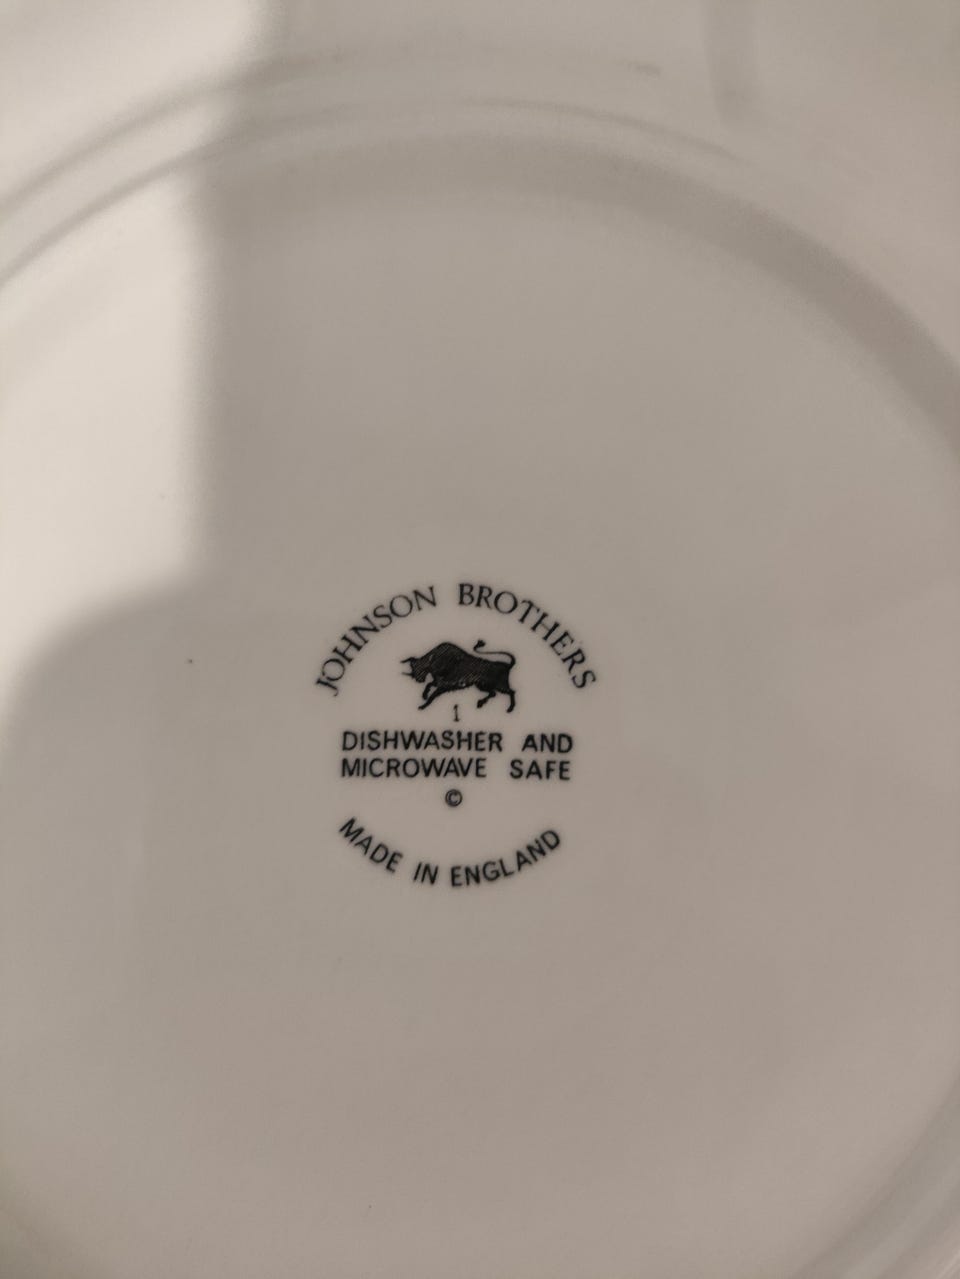 JOHNSON BROTHERS
1
DISHWASHER AND
MICROWAVE SAFE
©
MADE IN ENGLAND